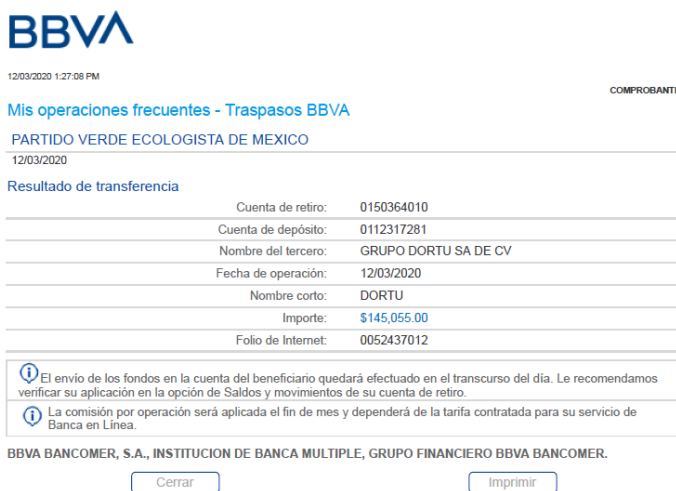 BBVA
12/03/2020 1:27:08 PM
COMPROBANTE
Mis operaciones frecuentes - Traspasos BBVA
PARTIDO VERDE ECOLOGISTA DE MEXICO
12/03/2020
Resultado de transferencia
Cuenta de retiro: 0150364010
Cuenta de depósito: 0112317281
Nombre del tercero: GRUPO DORTU SA DE CV
Fecha de operación: 12/03/2020
Nombre corto: DORTU
Importe: $145,055.00
Folio de Internet: 0052437012
El envío de los fondos en la cuenta del beneficiario quedará efectuado en el transcurso del día. Le recomendamos
verificar su aplicación en la opción de Saldos y movimientos de su cuenta de retiro.
La comisión por operación será aplicada el fin de mes y dependerá de la tarifa contratada para su servicio de
Banca en Línea.
BBVA BANCOMER, S.A., INSTITUCION DE BANCA MULTIPLE, GRUPO FINANCIERO BBVA BANCOMER.
Cerrar Imprimir